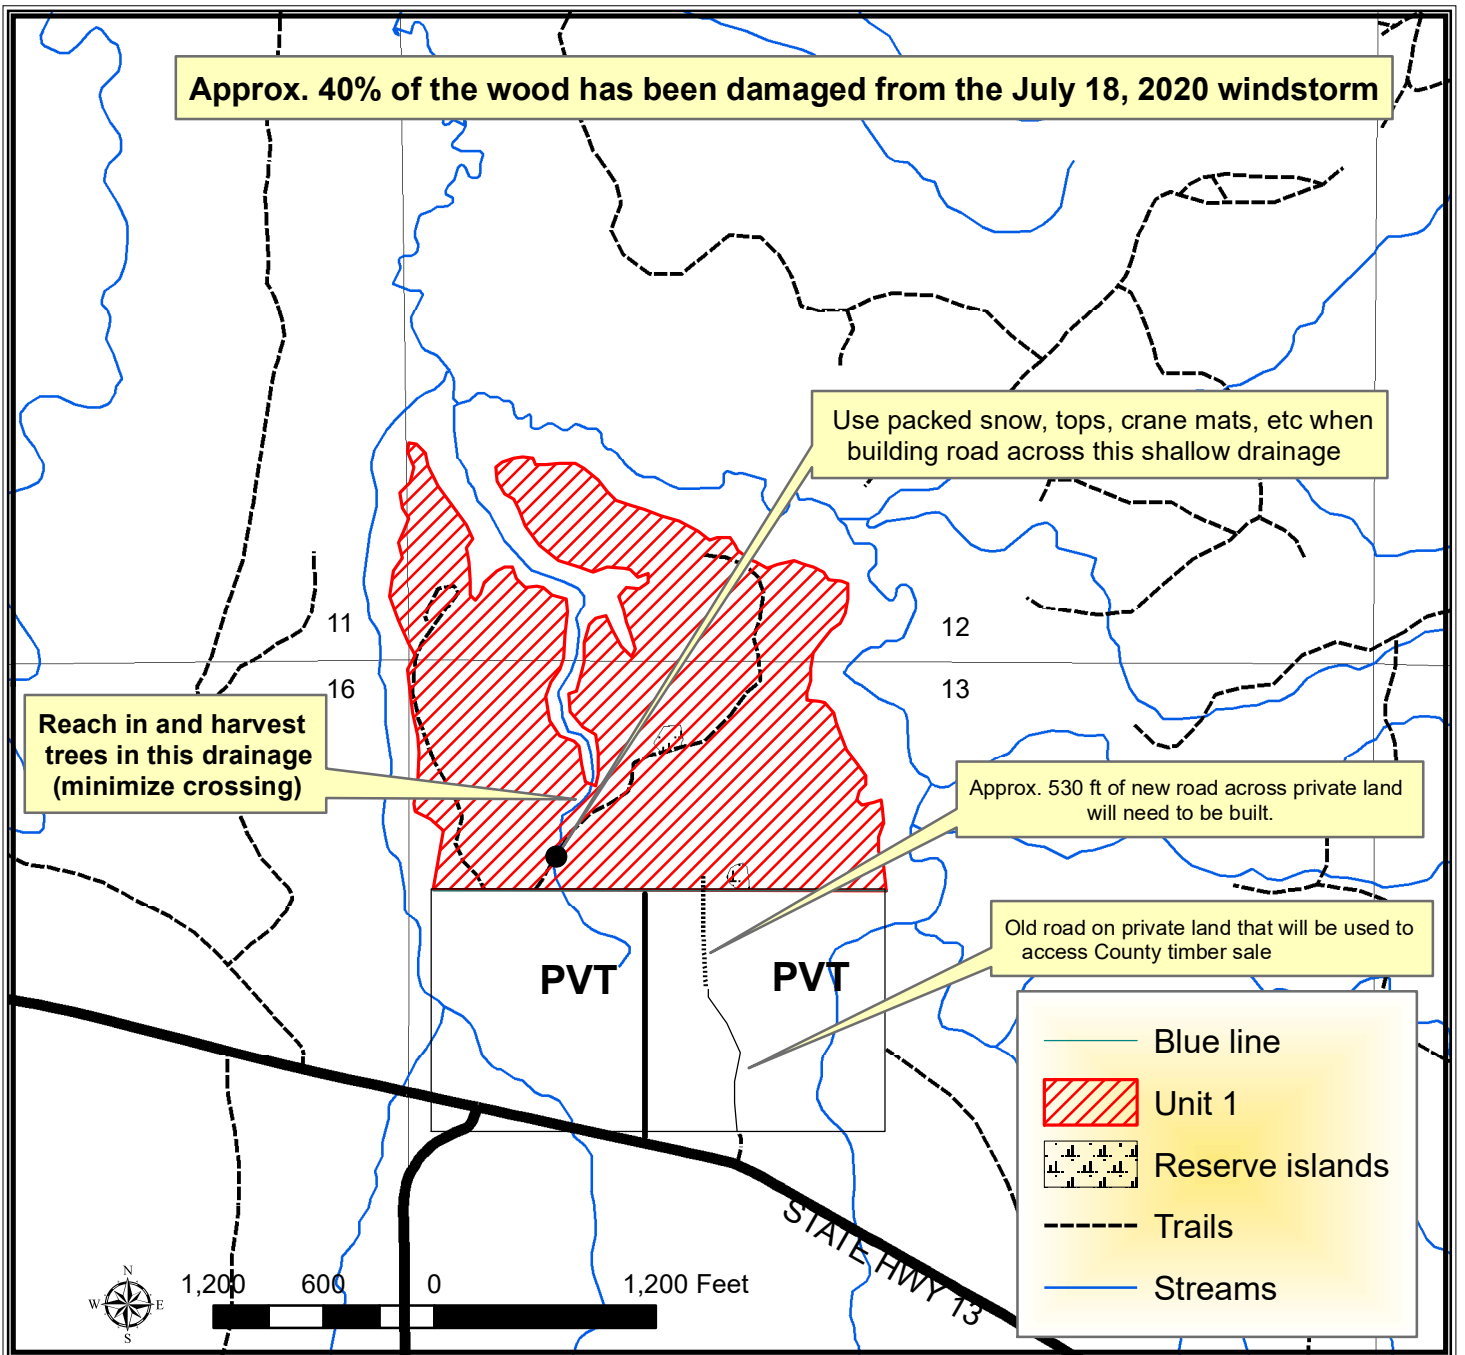 Approx. 40% of the wood has been damaged from the July 18, 2020 windstorm
Use packed snow, tops, crane mats, etc when
building road across this shallow drainage
11
12
16
13
Reach in and harvest
trees in this drainage
(minimize crossing)
Approx. 530 ft of new road across private land
will need to be built.
Old road on private land that will be used to
access County timber sale
PVT
PVT
Blue line
Unit 1
Reserve islands
Trails
Streams
STATE HWY 13
N
W
E
S
1,200 600 0 1,200 Feet